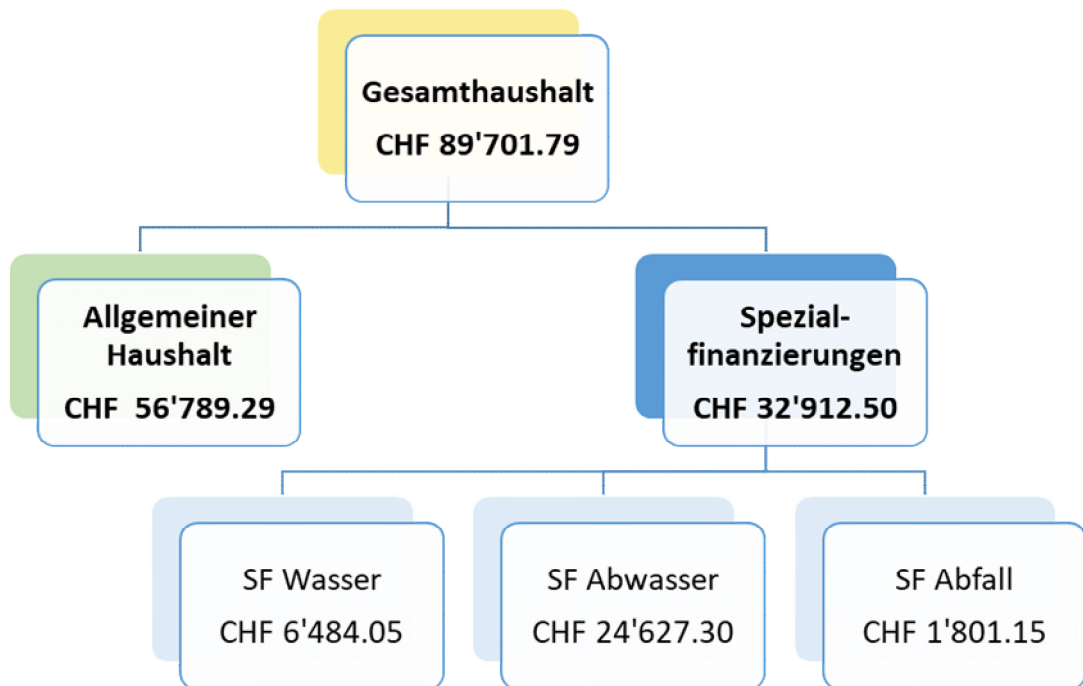 Gesamthaushalt
CHF 89'701.79
Allgemeiner
Haushalt
CHF  56'789.29
Spezial-
finanzierungen
CHF 32'912.50
SF Wasser
CHF 6'484.05
SF Abwasser
CHF 24'627.30
SF Abfall
CHF 1'801.15